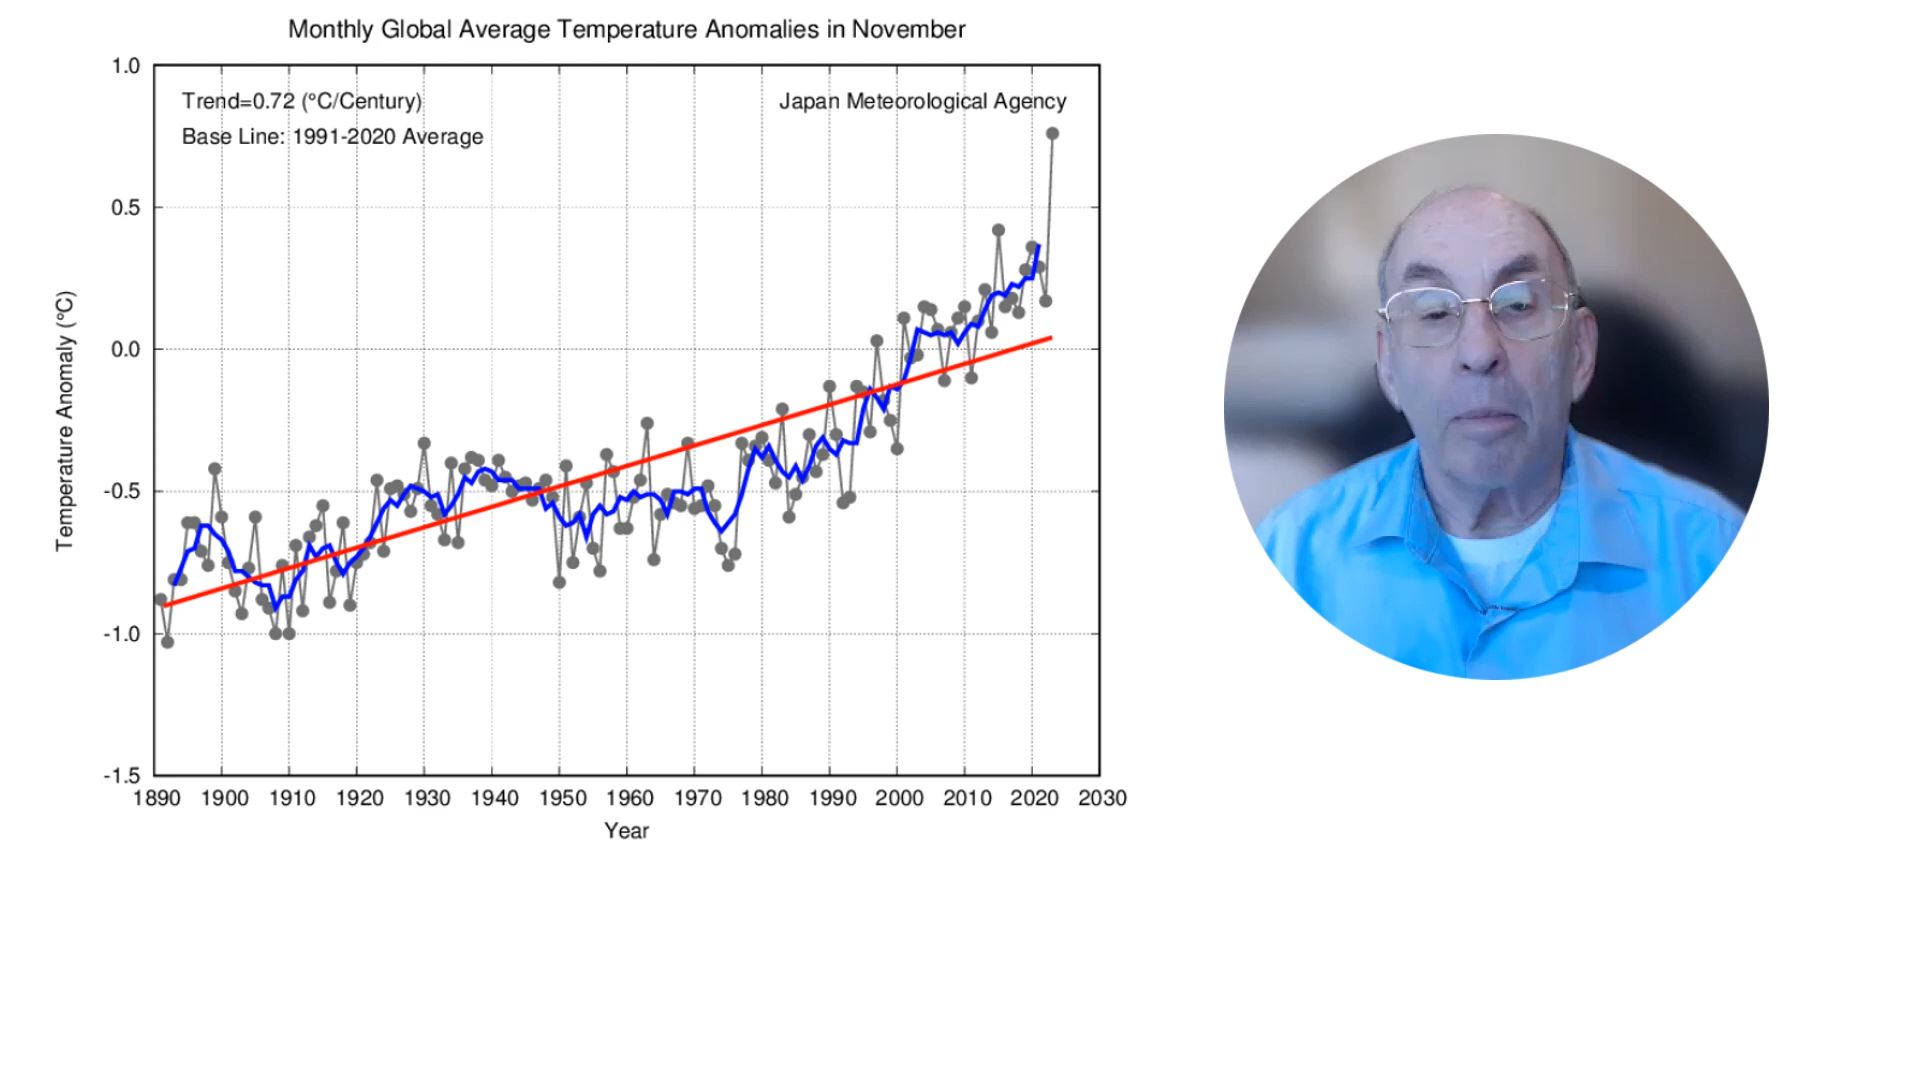 Monthly Global Average Temperature Anomalies in November
1.0
Trend=0.72 (°C/Century)
Japan Meteorological Agency
Base Line: 1991-2020 Average
0.5
0.0
-0.5
-1.0
-1.5
Temperature Anomaly (°C)
1890 1900 1910 1920 1930 1940 1950 1960 1970 1980 1990 2000 2010 2020 2030
Year